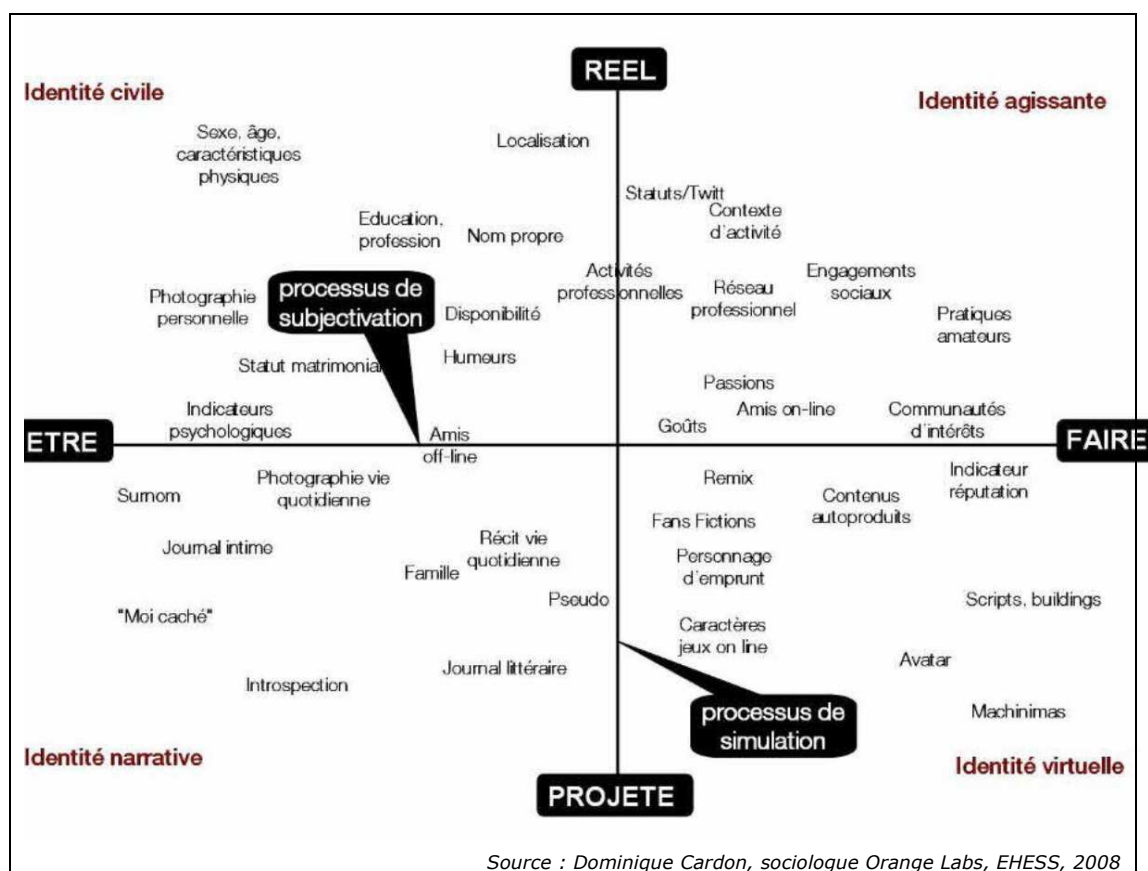 REEL
Identité civile
Identité agissante
Sexe, âge,
caractéristiques
physiques
Localisation
Statuts/Twitt
Contexte
d'activité
Education,
profession
Nom propre
Activités
professionnelles
Engagements
sociaux
Réseau
professionnel
Photographie
personnelle
processus de
subjectivation
Disponibilité
Pratiques
amateurs
Statut matrimonial
Humeurs
Passions
Indicateurs
psychologiques
Amis on-line
Communautés
d'intérêts
Goûts
ETRE
Amis
off-line
FAIRE
Surnom
Photographie vie
quotidienne
Remix
Contenus
autoproduits
Indicateur
réputation
Fans Fictions
Journal intime
Récit vie
quotidienne
Famille
Personnage
d'emprunt
Pseudo
Scripts, buildings
"Moi caché"
Caractères
jeux on line
Avatar
Introspection
Journal littéraire
processus de
simulation
Machinimas
Identité narrative
Identité virtuelle
PROJETE
Source : Dominique Cardon, sociologue Orange Labs, EHESS, 2008